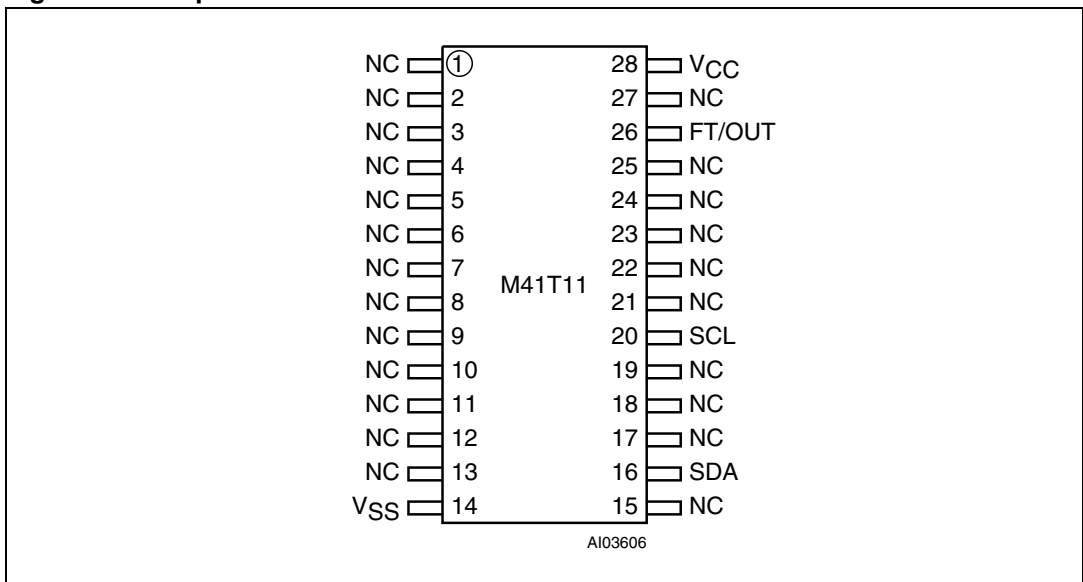 NC 1 28 VCC
NC 2 27 NC
NC 3 26 FT/OUT
NC 4 25 NC
NC 5 24 NC
NC 6 23 NC
NC 7 22 NC
M41T11
NC 8 21 NC
NC 9 20 SCL
NC 10 19 NC
NC 11 18 NC
NC 12 17 NC
NC 13 16 SDA
VSS 14 15 NC
AI03606